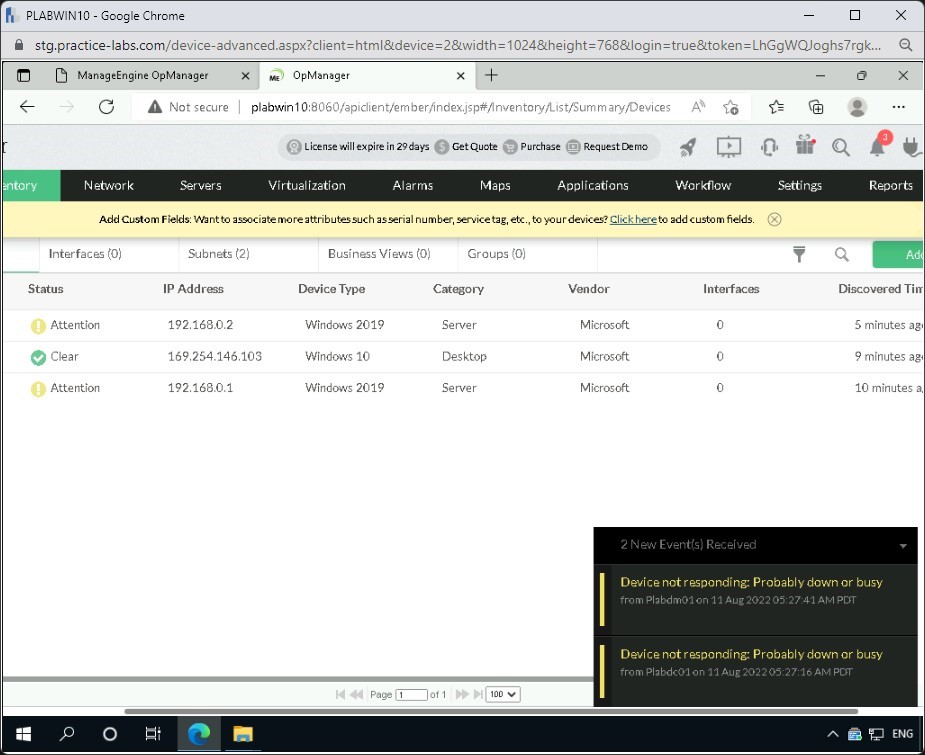 PLABWIN10 - Google Chrome
stg.practice-labs.com/device-advanced.aspx?client=html&device=2&width=1024&height=768&login=true&token=LhGgWQJoghs7rgk...
ManageEngine OpManager
ME OpManager
Not secure plabwin10:8060/apiclient/ember/index.jsp#/Inventory/List/Summary/Devices
r License will expire in 29 days $ Get Quote Purchase Request Demo 3
entory Network Servers Virtualization Alarms Maps Applications Workflow Settings Reports
Add Custom Fields: Want to associate more attributes such as serial number, service tag, etc., to your devices? Click here to add custom fields.
Interfaces (0) Subnets (2) Business Views (0) Groups (0) Add
Status IP Address Device Type Category Vendor Interfaces Discovered Tim
Attention 192.168.0.2 Windows 2019 Server Microsoft 0 5 minutes ago
Clear 169.254.146.103 Windows 10 Desktop Microsoft 0 9 minutes ago
Attention 192.168.0.1 Windows 2019 Server Microsoft 0 10 minutes a
2 New Event(s) Received
Device not responding: Probably down or busy
from Plabdm01 on 11 Aug 2022 05:27:41 AM PDT
Device not responding: Probably down or busy
from Plabdc01 on 11 Aug 2022 05:27:16 AM PDT
Page 1 of 1 100
ENG